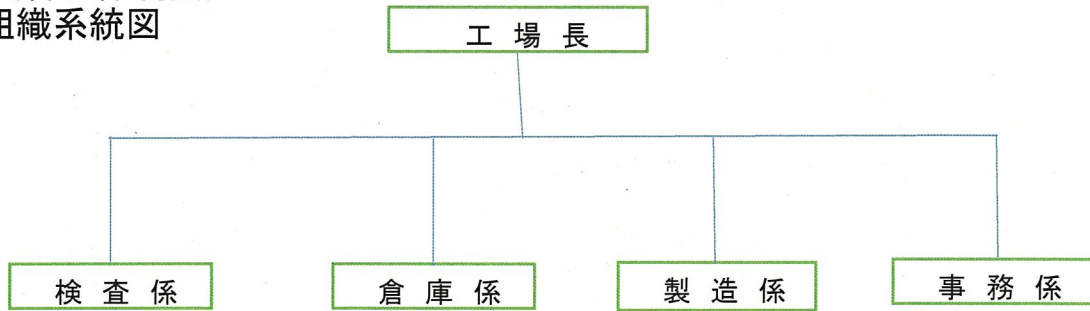 組織系統図
工 場 長
検 査 係
倉 庫 係
製 造 係
事 務 係